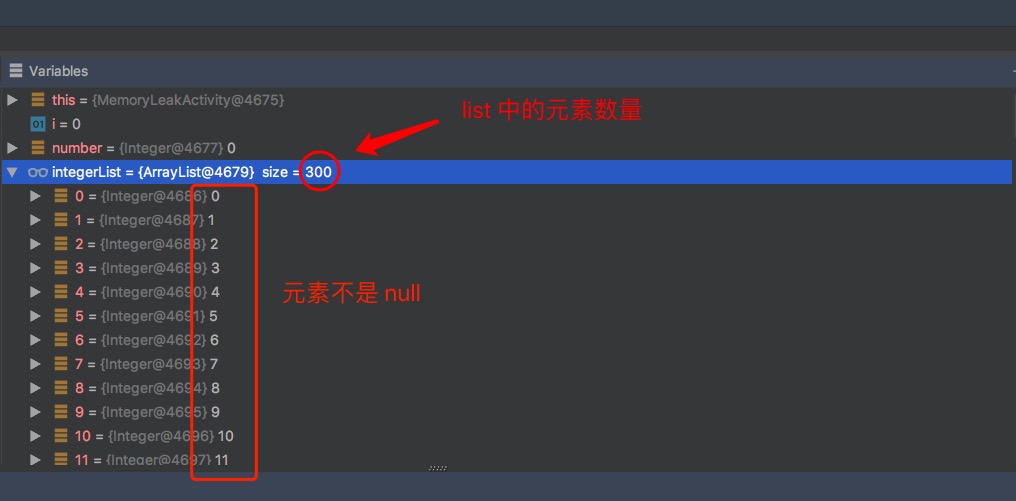 Variables
this = {MemoryLeakActivity@4675}
list 中的元素数量
01 i = 0
number = {Integer@4677} 0
integerList = {ArrayList@4679} size = 300
0 = {Integer@4686} 0
1 = {Integer@4687} 1
2 = {Integer@4688} 2
3 = {Integer@4689} 3
元素不是 null
4 = {Integer@4690} 4
5 = {Integer@4691} 5
6 = {Integer@4692} 6
7 = {Integer@4693} 7
8 = {Integer@4694} 8
9 = {Integer@4695} 9
10 = {Integer@4696} 10
11 = {Integer@4697} 11